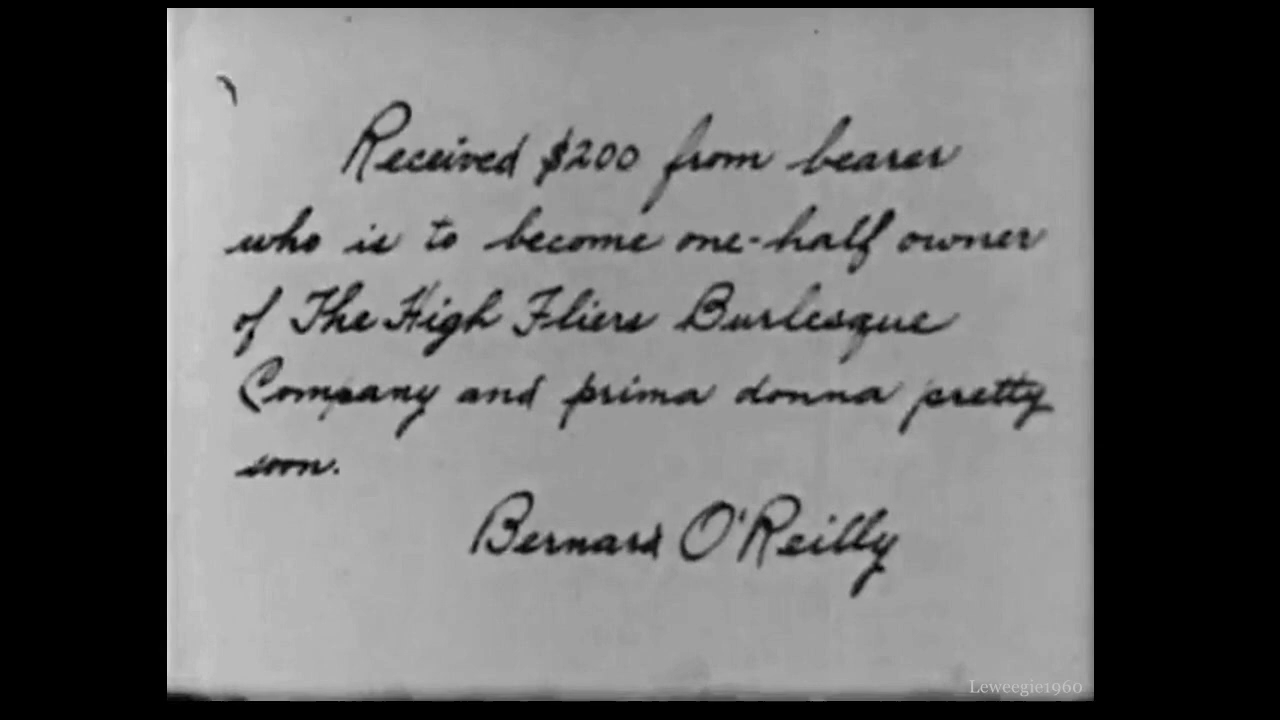 Received $200 from bearer
who is to become one-half owner
of The High Fliers Burlesque
Company and prima donna pretty
soon.
Bernard O'Reilly
Leweegie1960